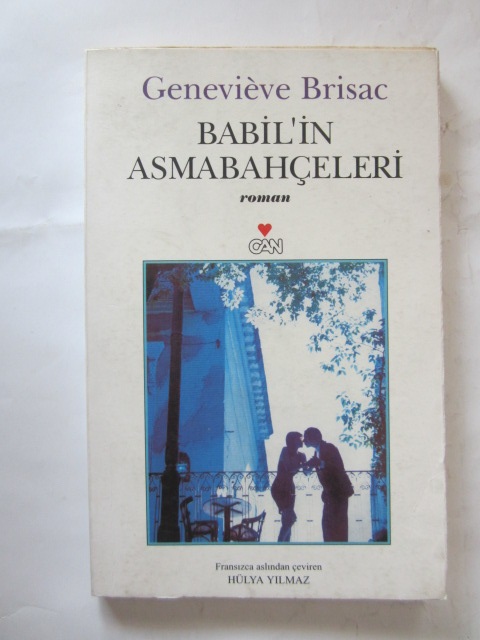 Geneviève Brisac
BABİL'İN
ASMABAHÇELERİ
roman
CAN
Fransızca aslından çeviren
HÜLYA YILMAZ